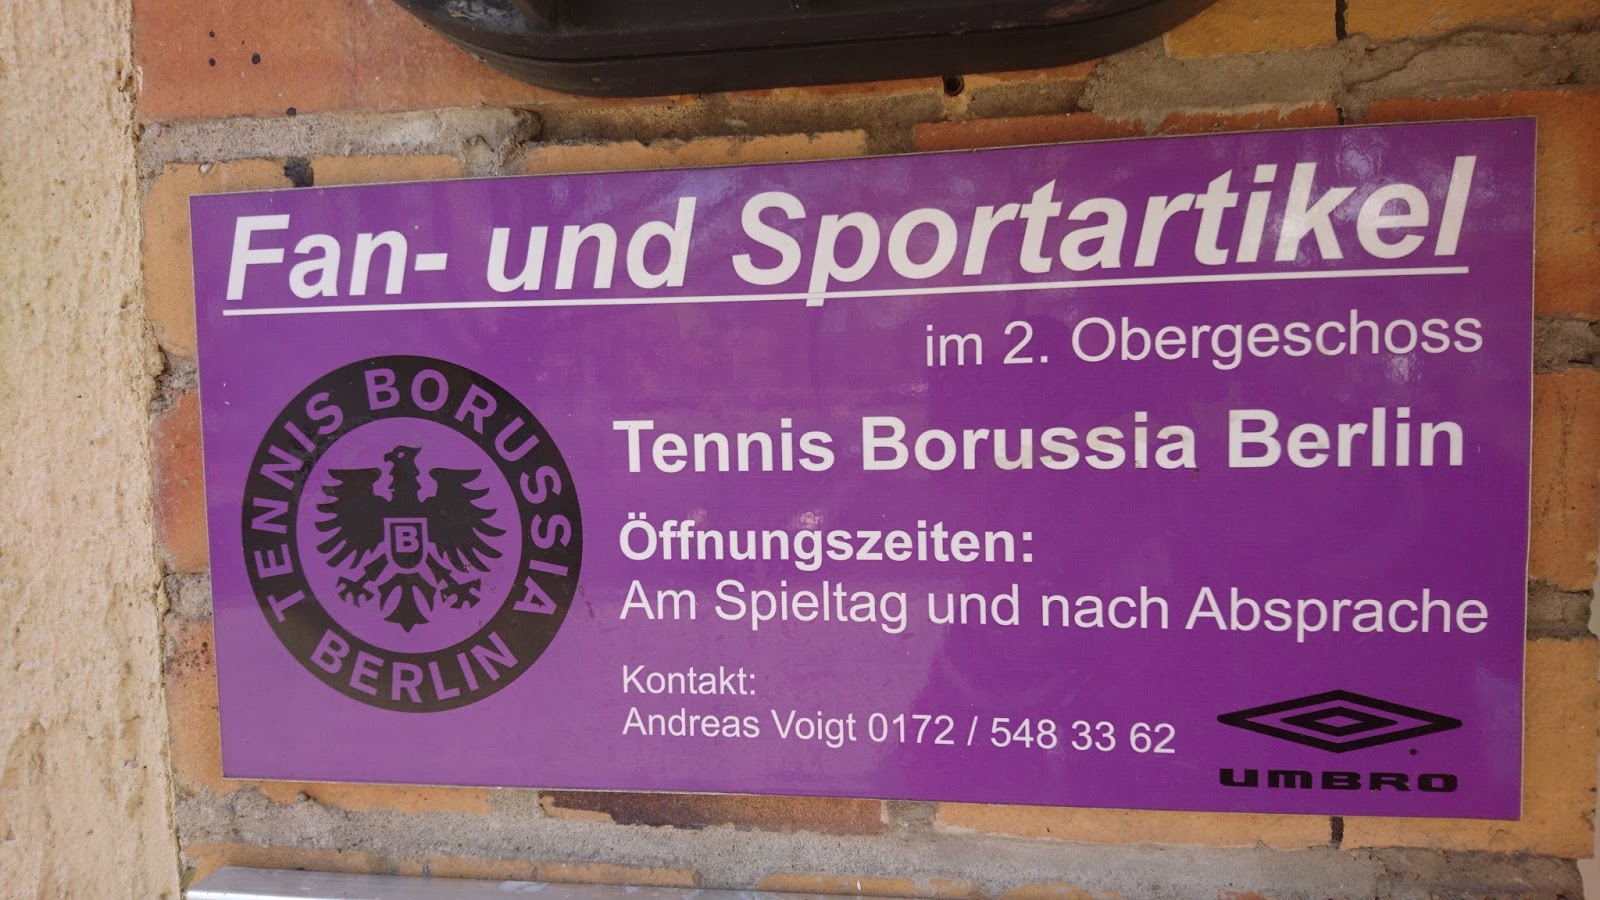 Fan- und Sportartikel
im 2. Obergeschoss
TENNIS BORUSSIA
B
BERLIN
Tennis Borussia Berlin
Öffnungszeiten:
Am Spieltag und nach Absprache
Kontakt:
Andreas Voigt 0172 / 548 33 62
UMBRO